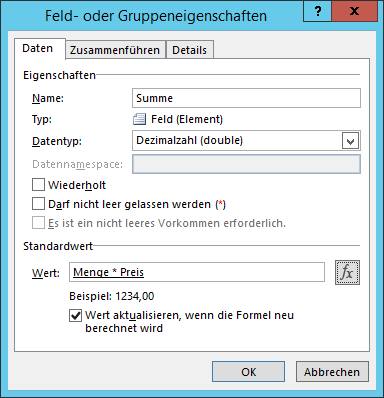 Feld- oder Gruppeneigenschaften
? x
Daten Zusammenführen Details
Eigenschaften
Name: Summe
Typ: Feld (Element)
Datentyp: Dezimalzahl (double)
Datennamespace:
Wiederholt
Darf nicht leer gelassen werden (*)
Es ist ein nicht leeres Vorkommen erforderlich.
Standardwert
Wert: Menge * Preis fx
Beispiel: 1234,00
Wert aktualisieren, wenn die Formel neu
berechnet wird
OK Abbrechen